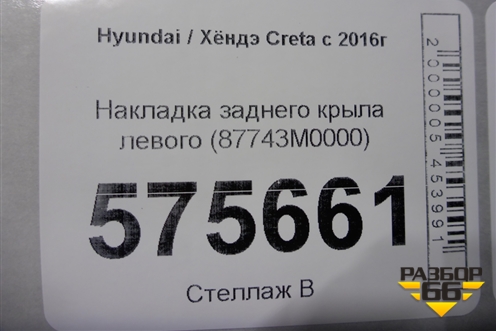 Hyundai / Хёндэ Creta с 2016г
Накладка заднего крыла
левого (87743M0000)
575661
Стеллаж В
2000005453991
РАЗБОР
66